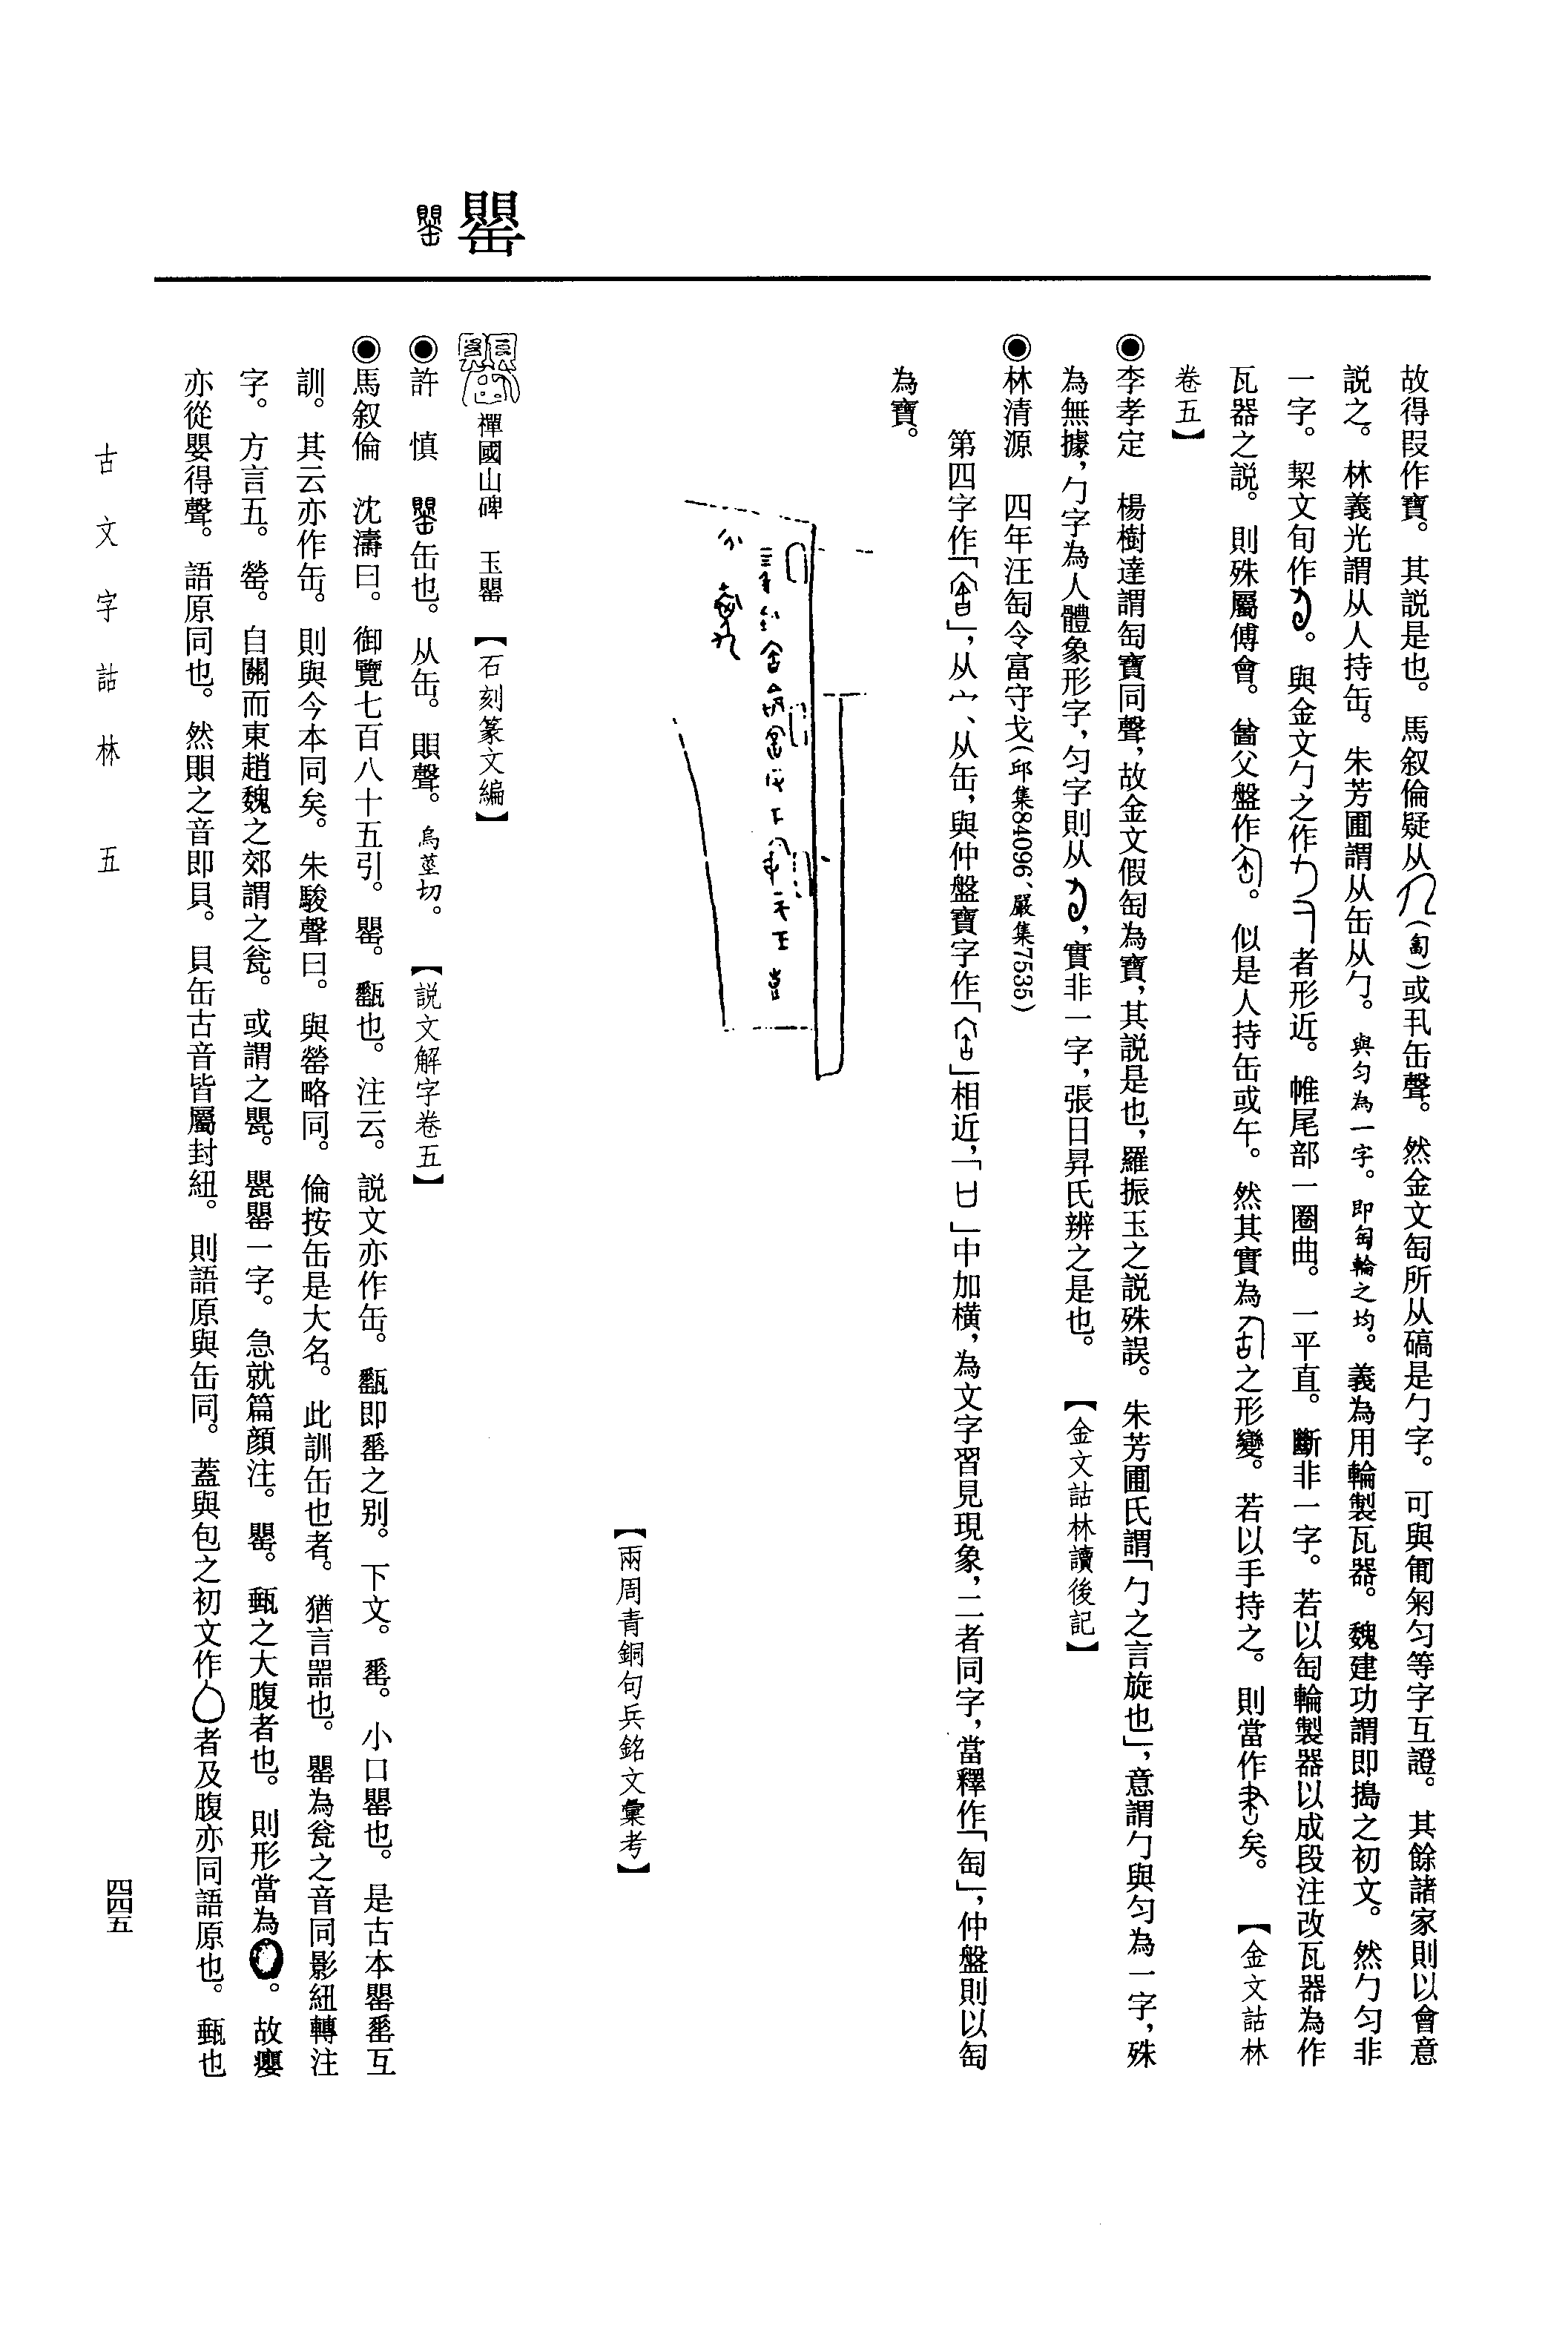 故得叚作寶。其説是也。馬叙倫疑从(匋)或丮缶聲。然金文匋所从碻是勹字。可與匍匊匀等字互證。其餘諸家則以會意
説之。林義光謂从人持缶。朱芳圃謂从缶从勹。與匀為一字。即匋輪之均。義為用輪製瓦器。魏建功謂即搗之初文。然勹匀非
一字。栔文旬作。與金文勹之作者形近。帷尾部一圈曲。一平直。斷非一字。若以匋輪製器以成段注改瓦器為作
瓦器之説。則殊屬傅會。䇂父盤作。似是人持缶或午。然其實為之形變。若以手持之。則當作矣。【金文詁林
卷五】
◉李孝定 楊樹達謂匋寶同聲，故金文假匋為寶，其説是也，羅振玉之説殊誤。朱芳圃氏謂「勹之言旋也」，意謂勹與匀為一字，殊
為無據，勹字為人體象形字，匀字則从，實非一字，張日昇氏辨之是也。【金文詁林讀後記】
◉林清源 四年汪匋令富守戈(邱集84096、嚴集7535)
第四字作「」，从宀、从缶，與仲盤寶字作「」相近，「凵」中加橫，為文字習見現象，二者同字，當釋作「匋」，仲盤則以匋
為寶。
【兩周青銅句兵銘文彙考】
罌
禪國山碑 玉罌 【石刻篆文編】
◉許慎 罌缶也。从缶。賏聲。烏莖切。【説文解字卷五】
◉馬叙倫 沈濤曰。御覽七百八十五引。罌。㼜也。注云。説文亦作缶。㼜即䍋之别。下文。䍋。小口罌也。是古本罌䍋互
訓。其云亦作缶。則與今本同矣。朱駿聲曰。與罃略同。倫按缶是大名。此訓缶也者。猶言器也。罌為瓮之音同影紐轉注
字。方言五。罃。自關而東趙魏之郊謂之瓮。或謂之甖。甖罌一字。急就篇顔注。罌。甀之大腹者也。則形當為。故癭
亦從嬰得聲。語原同也。然賏之音即貝。貝缶古音皆屬封紐。則語原與缶同。蓋與包之初文作者及腹亦同語原也。甀也
古文字詁林 五
四四五